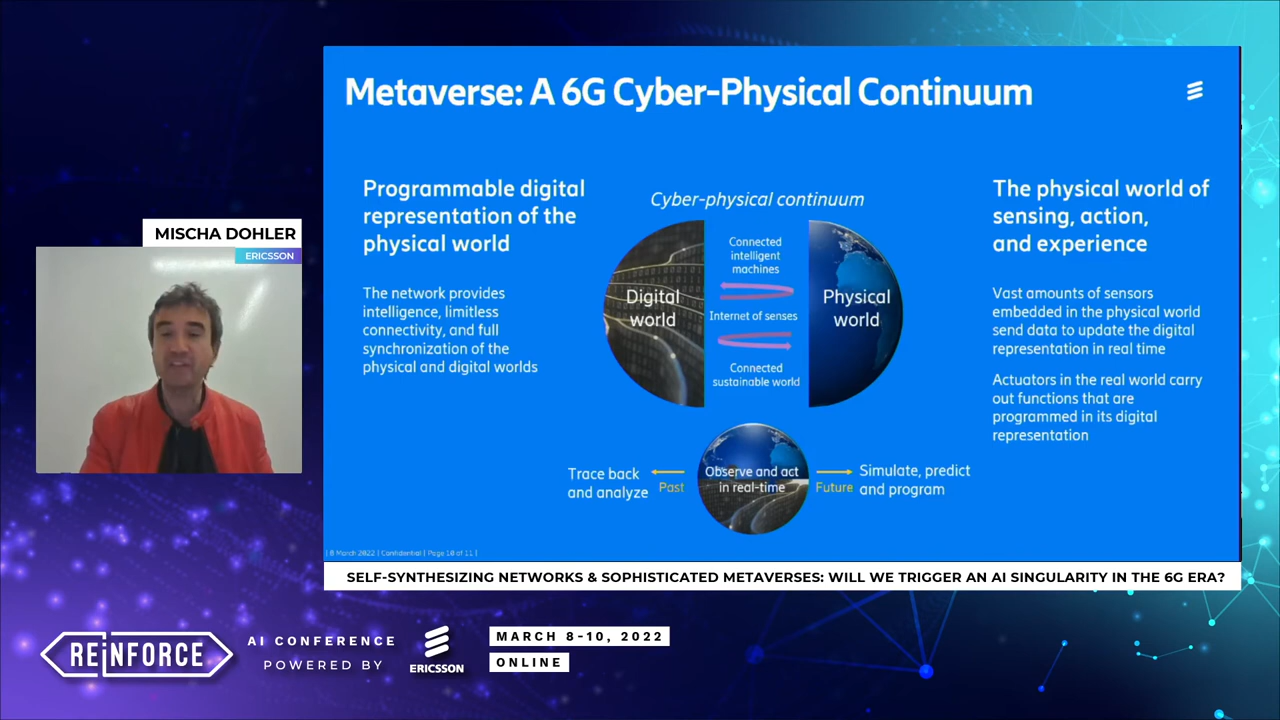 Metaverse: A 6G Cyber-Physical Continuum
MISCHA DOHLER
ERICSSON
Programmable digital
representation of the
physical world
The network provides
intelligence, limitless
connectivity, and full
synchronization of the
physical and digital worlds
Cyber-physical continuum
Digital
world
Connected
intelligent
machines
Internet of senses
Connected
sustainable world
Physical
world
The physical world of
sensing, action,
and experience
Vast amounts of sensors
embedded in the physical world
send data to update the digital
representation in real time
Actuators in the real world carry
out functions that are
programmed in its digital
representation
Trace back
and analyze
Past
Observe and act
in real-time
Future
Simulate, predict
and program
| 8 March 2022 | Confidential | Page 10 of 11 |
SELF-SYNTHESIZING NETWORKS & SOPHISTICATED METAVERSES: WILL WE TRIGGER AN AI SINGULARITY IN THE 6G ERA?
REiNFORCE
AI CONFERENCE
POWERED BY
ERICSSON
MARCH 8-10, 2022
ONLINE